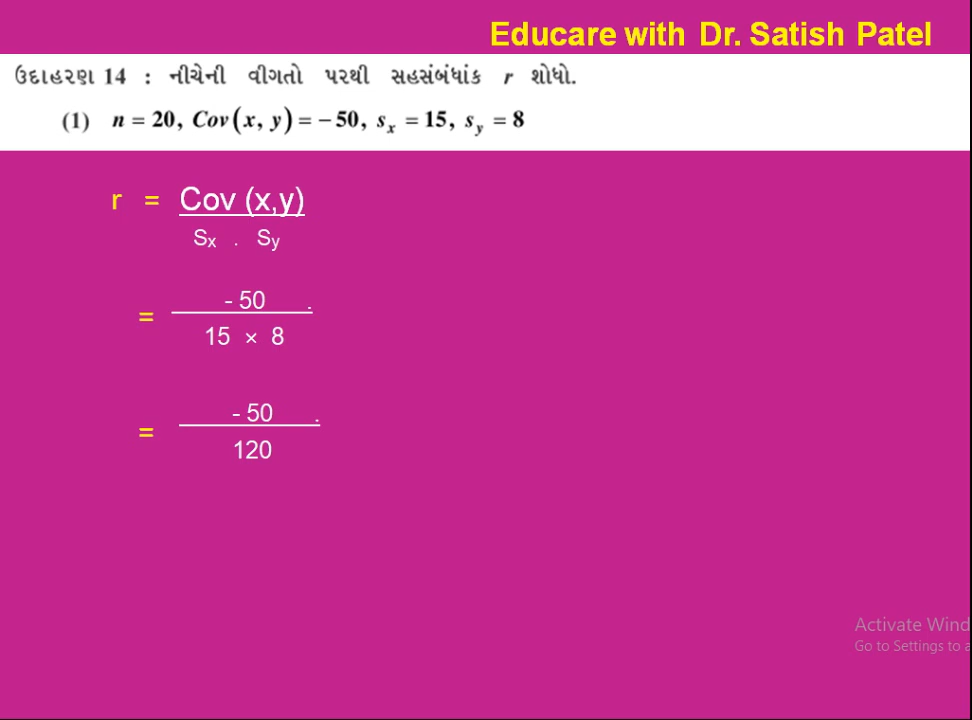 Educare with Dr. Satish Patel
ઉદાહરણ 14 : નીચેની વીગતો પરથી સહસંબંધાંક r શોધો.
(1) n = 20, Cov (x, y) = – 50, sx = 15, sy = 8
r = Cov (x,y)
Sx . Sy
= - 50 .
15 × 8
= - 50 .
120
Activate Wind
Go to Settings to a